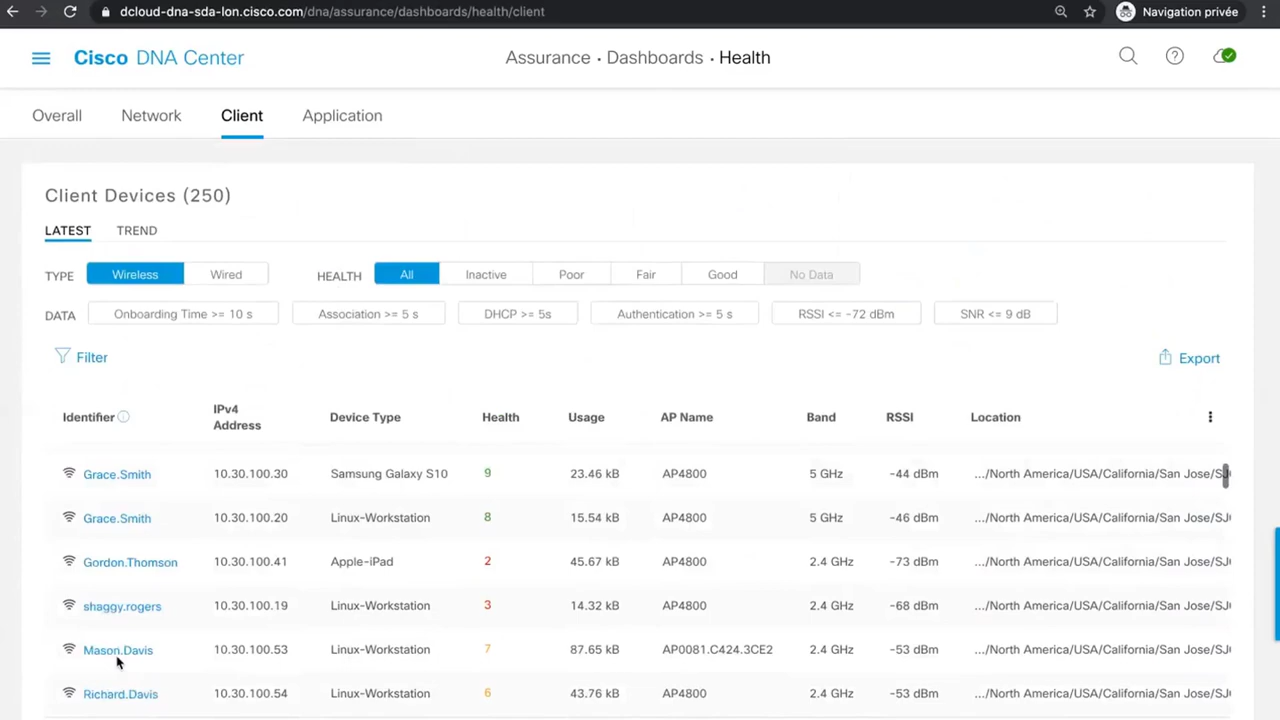 dcloud-dna-sda-lon.cisco.com/dna/assurance/dashboards/health/client Navigation privée
Cisco DNA Center Assurance · Dashboards · Health
Overall Network Client Application
Client Devices (250)
LATEST TREND
TYPE Wireless Wired HEALTH All Inactive Poor Fair Good No Data
DATA Onboarding Time >= 10 s Association >= 5 s DHCP >= 5s Authentication >= 5 s RSSI <= -72 dBm SNR <= 9 dB
Filter Export
Identifier IPv4 Address Device Type Health Usage AP Name Band RSSI Location
Grace.Smith 10.30.100.30 Samsung Galaxy S10 9 23.46 kB AP4800 5 GHz -44 dBm .../North America/USA/California/San Jose/SJ
Grace.Smith 10.30.100.20 Linux-Workstation 8 15.54 kB AP4800 5 GHz -46 dBm .../North America/USA/California/San Jose/SJ
Gordon.Thomson 10.30.100.41 Apple-iPad 2 45.67 kB AP4800 2.4 GHz -73 dBm .../North America/USA/California/San Jose/SJ
shaggy.rogers 10.30.100.19 Linux-Workstation 3 14.32 kB AP4800 2.4 GHz -68 dBm .../North America/USA/California/San Jose/SJ
Mason.Davis 10.30.100.53 Linux-Workstation 7 87.65 kB AP0081.C424.3CE2 2.4 GHz -53 dBm .../North America/USA/California/San Jose/SJ
Richard.Davis 10.30.100.54 Linux-Workstation 6 43.76 kB AP4800 2.4 GHz -53 dBm .../North America/USA/California/San Jose/SJ